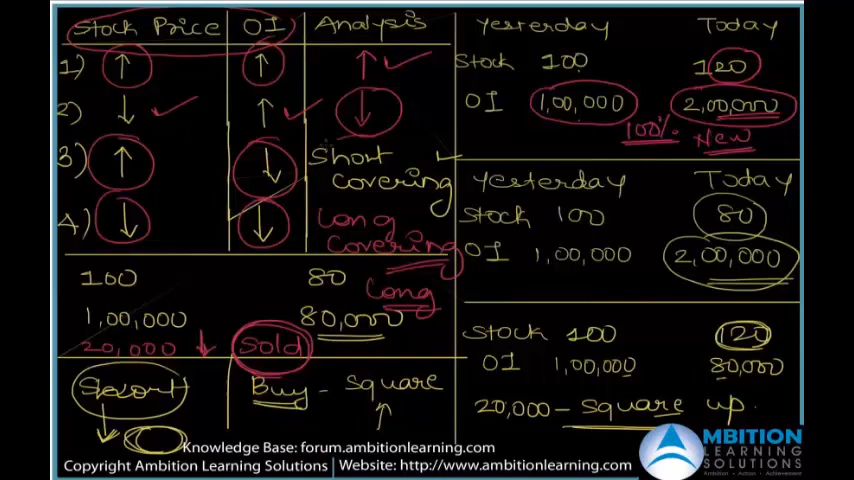 Stock Price OI Analysis
1) ↑ ↑ ↑ ✓
2) ↓ ✓ ↑ ✓ ↓
3) ↑ ↓ Short covering
4) ↓ ↓ Long covering
100 80
Long
1,00,000 80,000
20,000 ↓ Sold
Short Buy - Square
↓ ↑
Yesterday Today
Stock 100 120
OI 1,00,000 2,00,000
100% New
Yesterday Today
Stock 100 80
OI 1,00,000 2,00,000
Stock 100 120
OI 1,00,000 80,000
20,000 - square up.
Knowledge Base: forum.ambitionlearning.com
Copyright Ambition Learning Solutions | Website: http://www.ambitionlearning.com
AMBITION
LEARNING
SOLUTIONS
Ambition • Action • Achievement